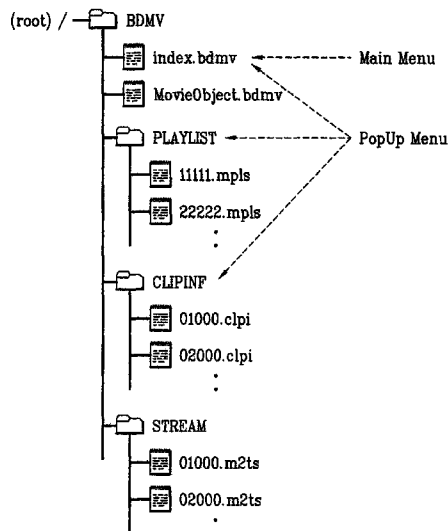 (root) / BDMV
index.bdmv Main Menu
MovieObject.bdmv
PLAYLIST PopUp Menu
11111.mpls
22222.mpls
CLIPINF
01000.clpi
02000.clpi
STREAM
01000.m2ts
02000.m2ts